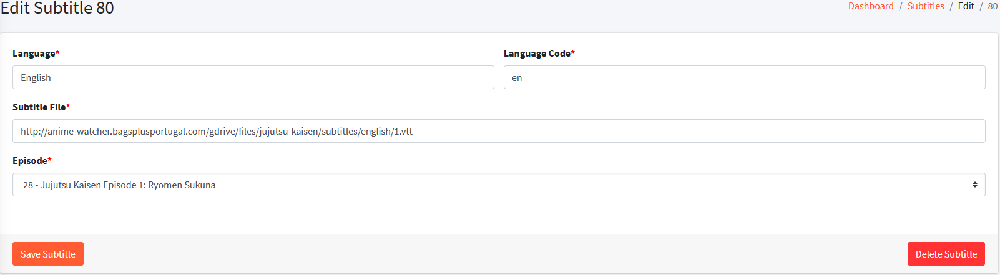 Edit Subtitle 80
Dashboard / Subtitles / Edit / 80
Language* Language Code*
English en
Subtitle File*
http://anime-watcher.bagsplusportugal.com/gdrive/files/jujutsu-kaisen/subtitles/english/1.vtt
Episode*
28 - Jujutsu Kaisen Episode 1: Ryomen Sukuna
Save Subtitle Delete Subtitle